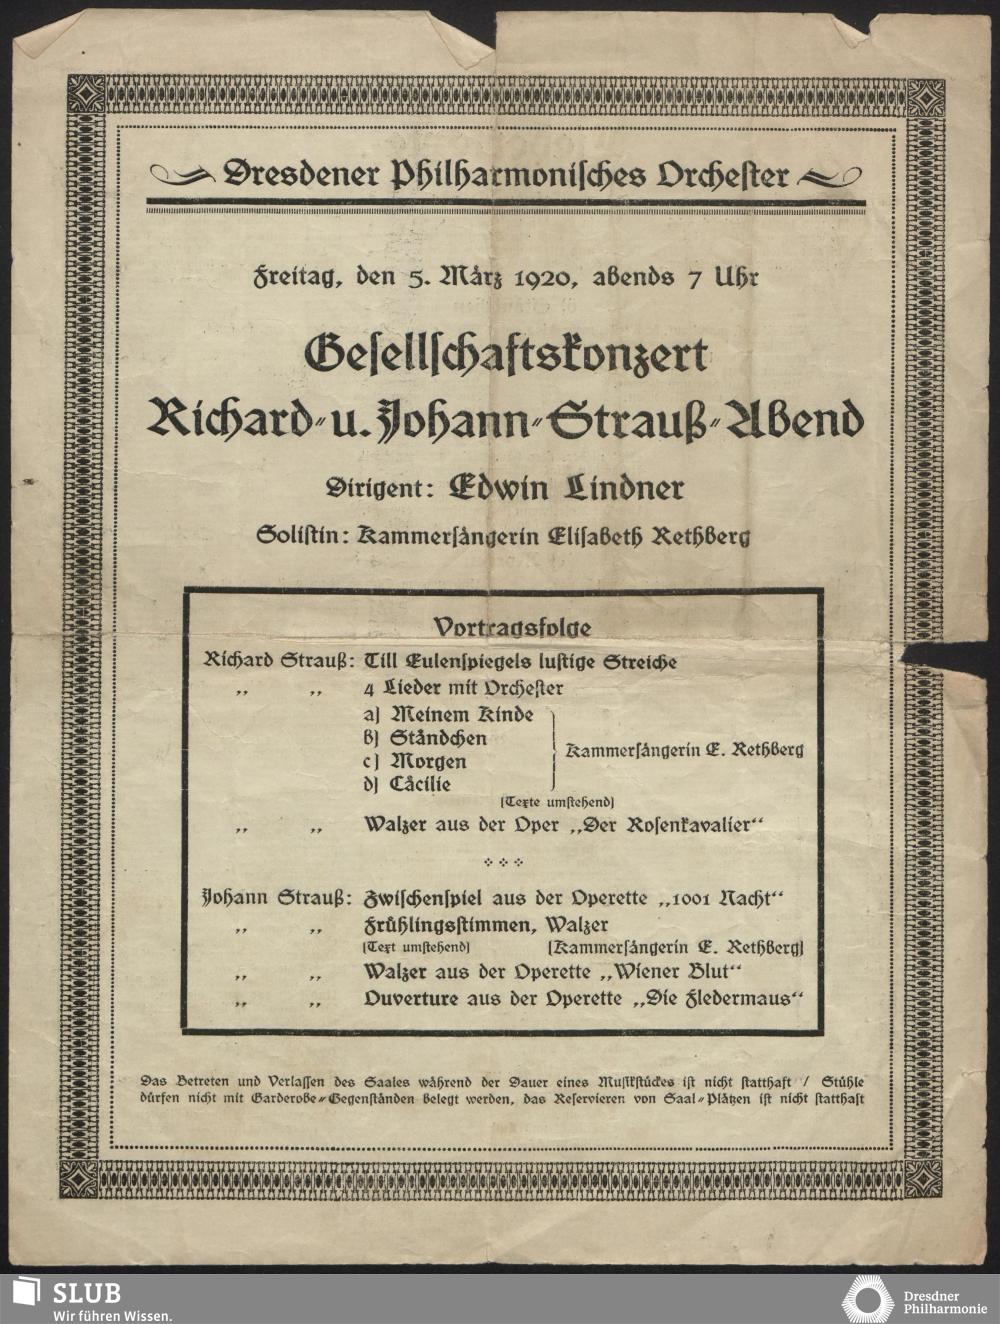 Dresdener Philharmonisches Orchester
Freitag, den 5. März 1920, abends 7 Uhr
Gesellschaftskonzert
Richard- u. Johann-Strauß-Abend
Dirigent: Edwin Lindner
Solistin: Kammersängerin Elisabeth Rethberg
Vortragsfolge
Richard Strauß: Till Eulenspiegels lustige Streiche
„ „ 4 Lieder mit Orchester
a) Meinem Kinde
b) Ständchen
c) Morgen
d) Cäcilie
Kammersängerin E. Rethberg
(Texte umstehend)
„ „ Walzer aus der Oper „Der Rosenkavalier“
Johann Strauß: Zwischenspiel aus der Operette „1001 Nacht“
„ „ Frühlingsstimmen, Walzer
(Text umstehend) (Kammersängerin E. Rethberg)
„ „ Walzer aus der Operette „Wiener Blut“
„ „ Ouverture aus der Operette „Die Fledermaus“
Das Betreten und Verlassen des Saales während der Dauer eines Musikstückes ist nicht statthaft / Stühle
dürfen nicht mit Garderobe-Gegenständen belegt werden, das Reservieren von Saal-Plätzen ist nicht statthaft
SLUB
Wir führen Wissen.
Dresdner
Philharmonie